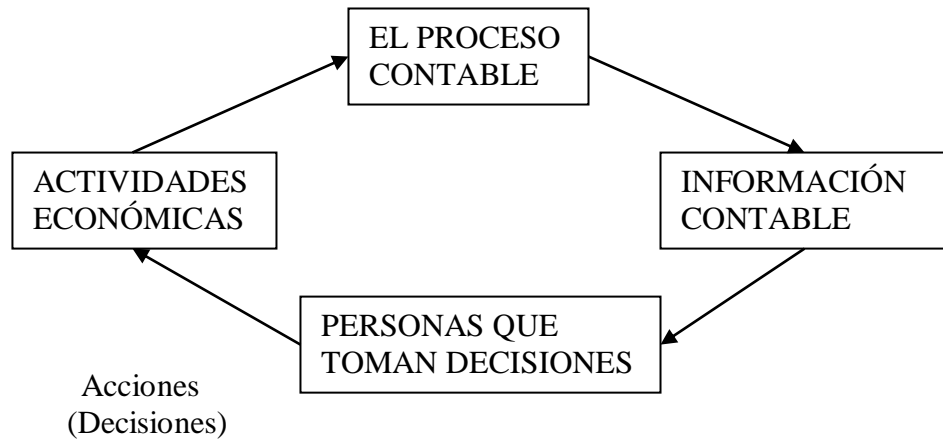 EL PROCESO
CONTABLE
ACTIVIDADES
ECONÓMICAS
INFORMACIÓN
CONTABLE
PERSONAS QUE
TOMAN DECISIONES
Acciones
(Decisiones)